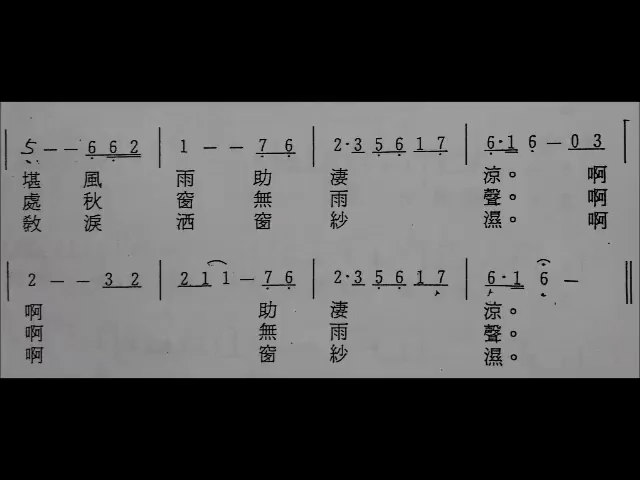 5 — — 6 6 2 | 1 — — 7 6 | 2·3 5 6 1 7 | 6·1 6 — 0 3
堪 風 雨 助 淒 涼。 啊
處 秋 窗 無 雨 聲。 啊
教 淚 洒 窗 紗 濕。 啊
2 — — 3 2 | 2 1 1 — 7 6 | 2·3 5 6 1 7 | 6·1 6 —
啊 助 淒 涼。
啊 無 雨 聲。
啊 窗 紗 濕。